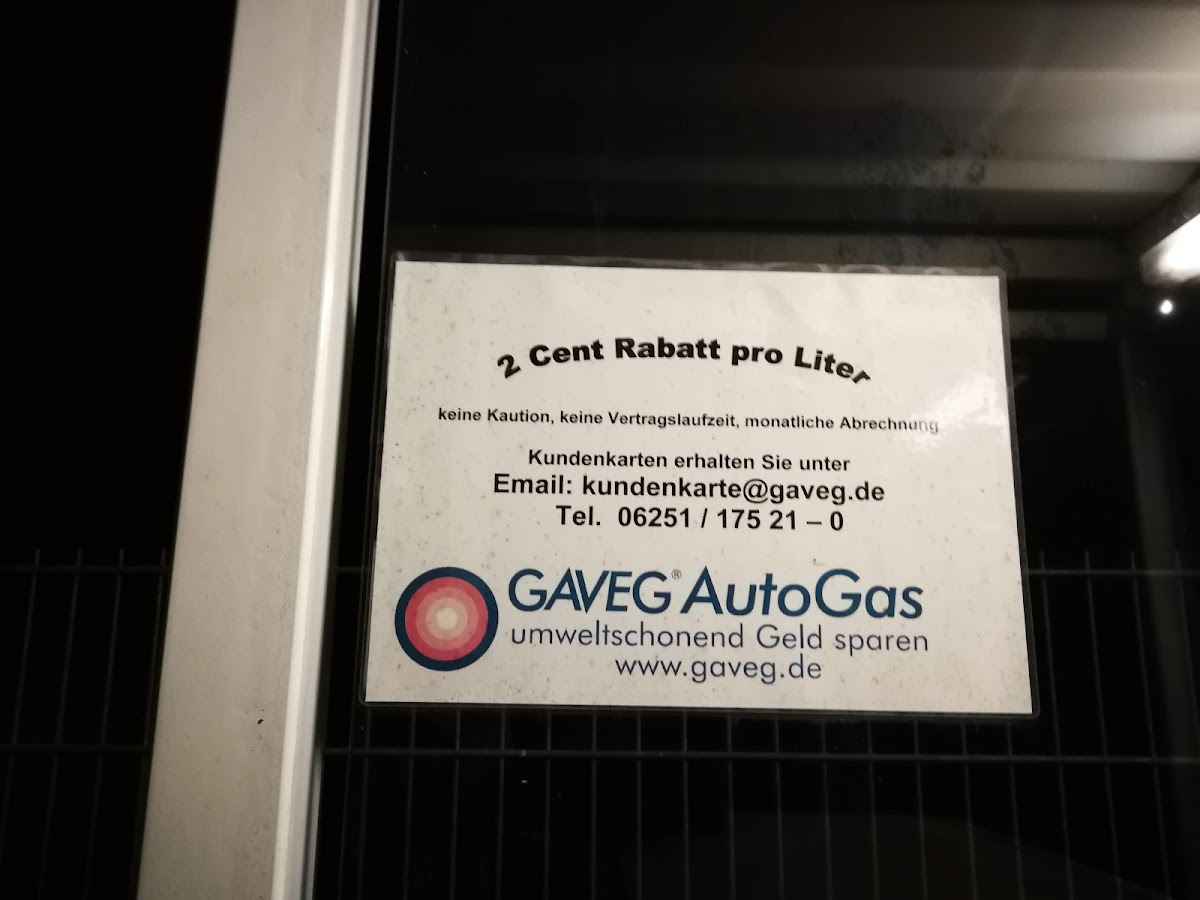 2 Cent Rabatt pro Liter
keine Kaution, keine Vertragslaufzeit, monatliche Abrechnung
Kundenkarten erhalten Sie unter
Email: kundenkarte@gaveg.de
Tel. 06251 / 175 21 – 0
GAVEG® AutoGas
umweltschonend Geld sparen
www.gaveg.de